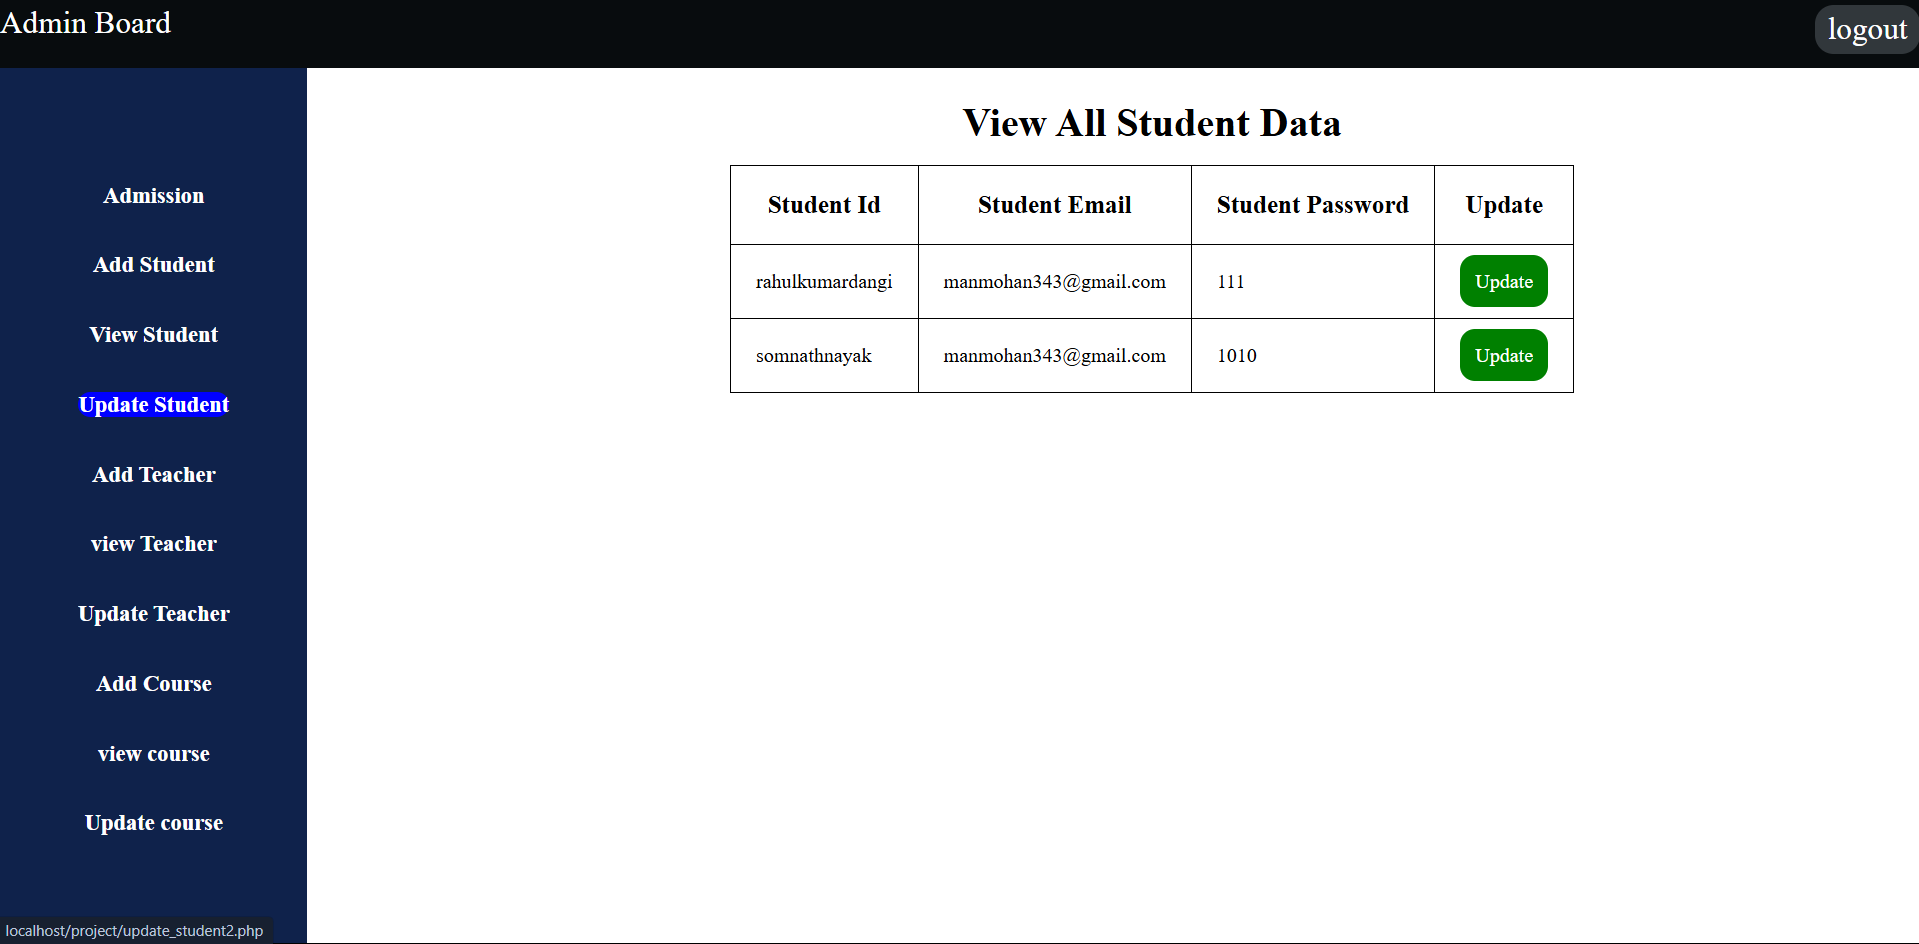 Admin Board
logout
Admission
Add Student
View Student
Update Student
Add Teacher
view Teacher
Update Teacher
Add Course
view course
Update course
View All Student Data
Student Id Student Email Student Password Update
rahulkumardangi manmohan343@gmail.com 111 Update
somnathnayak manmohan343@gmail.com 1010 Update
localhost/project/update_student2.php